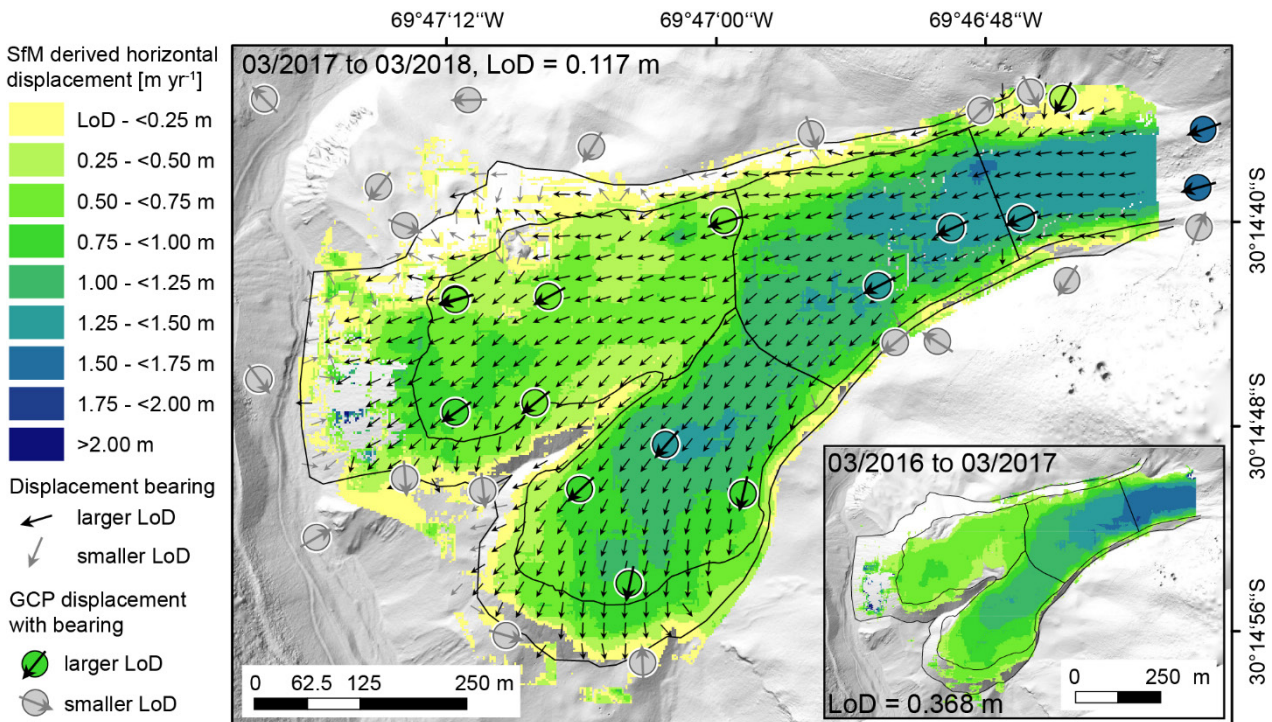 69°47'12"W
69°47'00"W
69°46'48"W
SfM derived horizontal
displacement [m yr⁻¹]
LoD - <0.25 m
0.25 - <0.50 m
0.50 - <0.75 m
0.75 - <1.00 m
1.00 - <1.25 m
1.25 - <1.50 m
1.50 - <1.75 m
1.75 - <2.00 m
>2.00 m
Displacement bearing
larger LoD
smaller LoD
GCP displacement
with bearing
larger LoD
smaller LoD
03/2017 to 03/2018, LoD = 0.117 m
30°14'40"S
30°14'48"S
30°14'56"S
0 62.5 125 250 m
03/2016 to 03/2017
0 250 m
LoD = 0.368 m